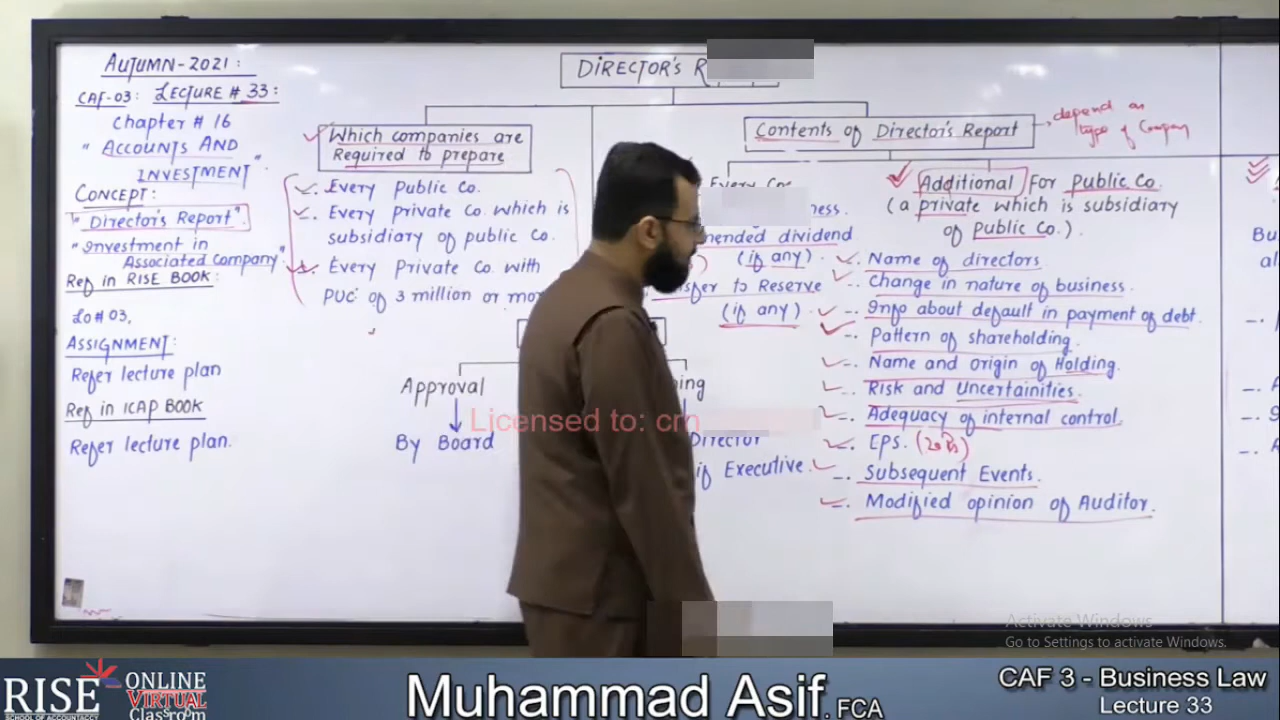 AUTUMN-2021:
CAF-03: LECTURE # 33:
Chapter # 16
" ACCOUNTS AND
INVESTMENT".
CONCEPT:
"Director's Report".
"Investment in
Associated Company"
Ref in RISE BOOK:
LO# 03,
ASSIGNMENT:
Refer lecture plan
Ref in ICAP BOOK
Refer lecture plan.
DIRECTOR'S
Which companies are
Required to prepare
Every Public Co.
Every private Co. which is
subsidiary of public Co.
Every Private Co. with
PUC of 3 million or
Approval
By Board
Contents of Director's Report
depend on
type of Company
Every Co.
dividend
(if any).
to Reserve
(if any)
Director
if Executive
Additional For Public Co.
(a private which is subsidiary
of Public Co.).
Name of directors
Change in nature of business.
Info about default in payment of debt.
Pattern of shareholding.
Name and origin of Holding.
Risk and Uncertainities.
Adequacy of internal control.
EPS.
Subsequent Events.
Modified opinion of Auditor.
Licensed to:
Activate Windows
Go to Settings to activate Windows.
RISE
SCHOOL OF ACCOUNTANCY
ONLINE
VIRTUAL
Classroom
Muhammad Asif. FCA
CAF 3 - Business Law
Lecture 33